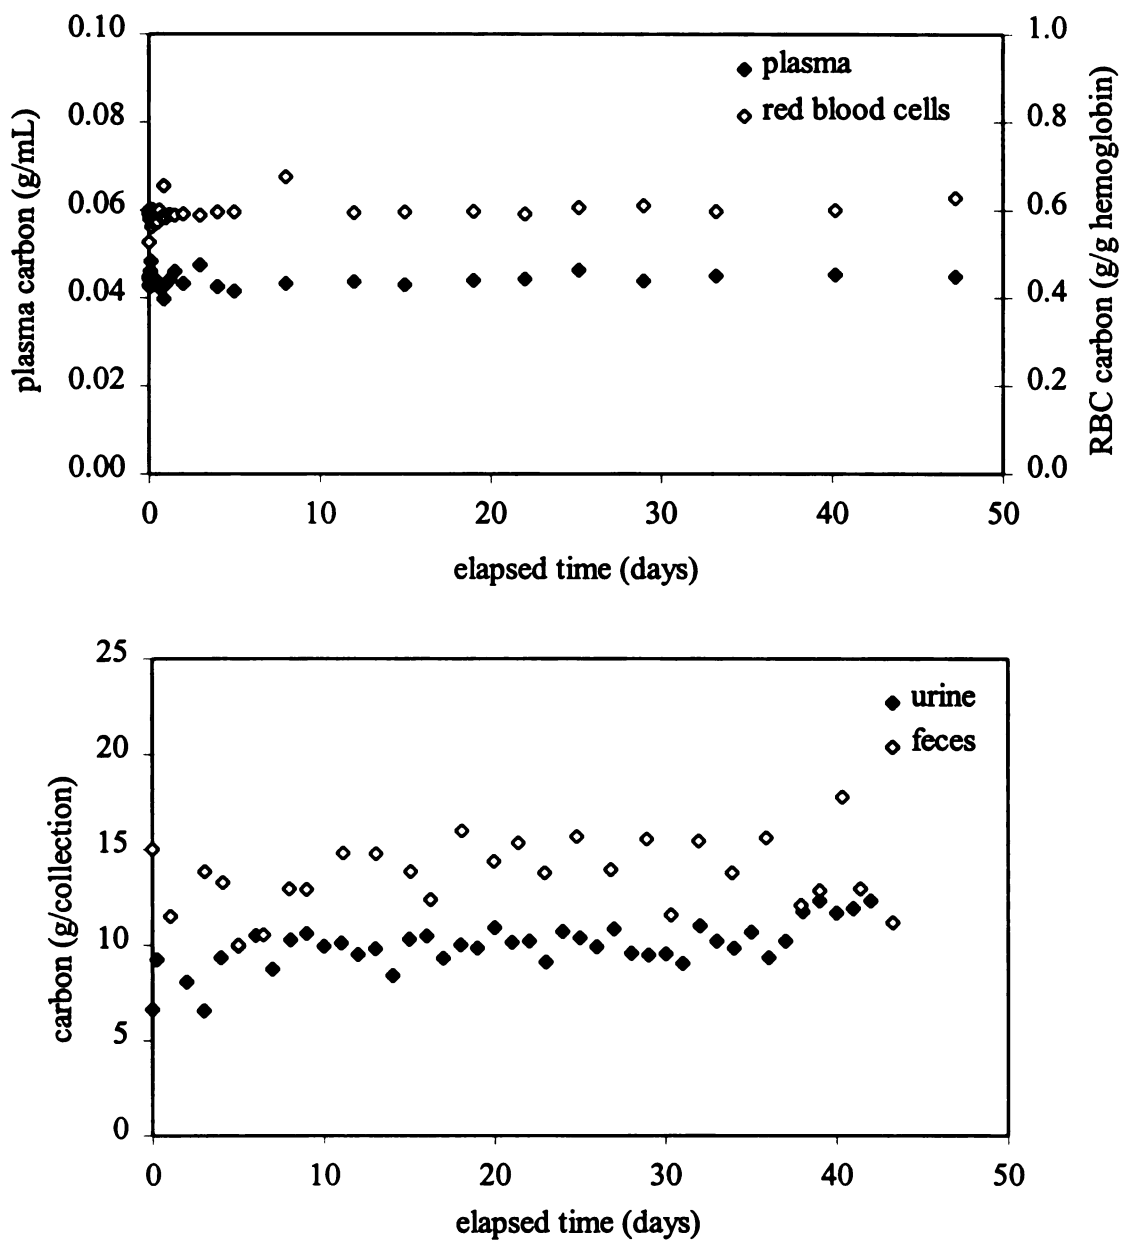 0.10
0.08
0.06
0.04
0.02
0.00
plasma carbon (g/mL)
plasma
red blood cells
1.0
0.8
0.6
0.4
0.2
0.0
RBC carbon (g/g hemoglobin)
0 10 20 30 40 50
elapsed time (days)
25
20
15
10
5
0
carbon (g/collection)
urine
feces
0 10 20 30 40 50
elapsed time (days)